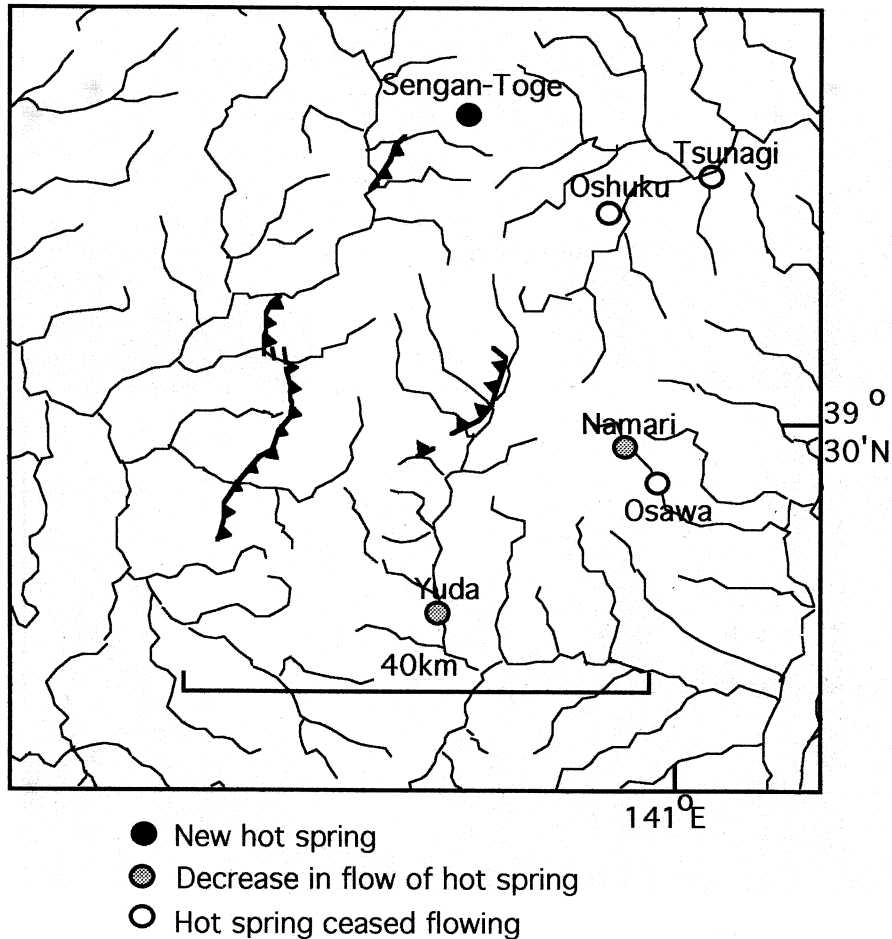 Sengan-Toge
Tsunagi
Oshuku
39°
Namari
30'N
Osawa
Yuda
40km
141°E
New hot spring
Decrease in flow of hot spring
Hot spring ceased flowing